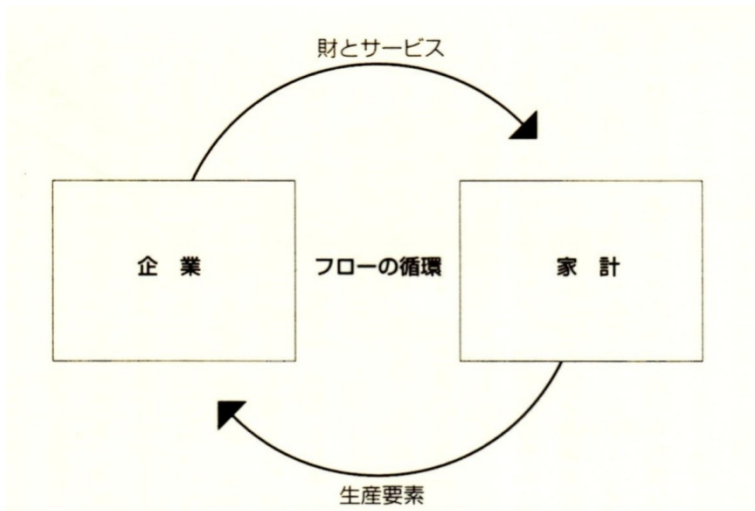 財とサービス
企 業
フローの循環
家 計
生産要素